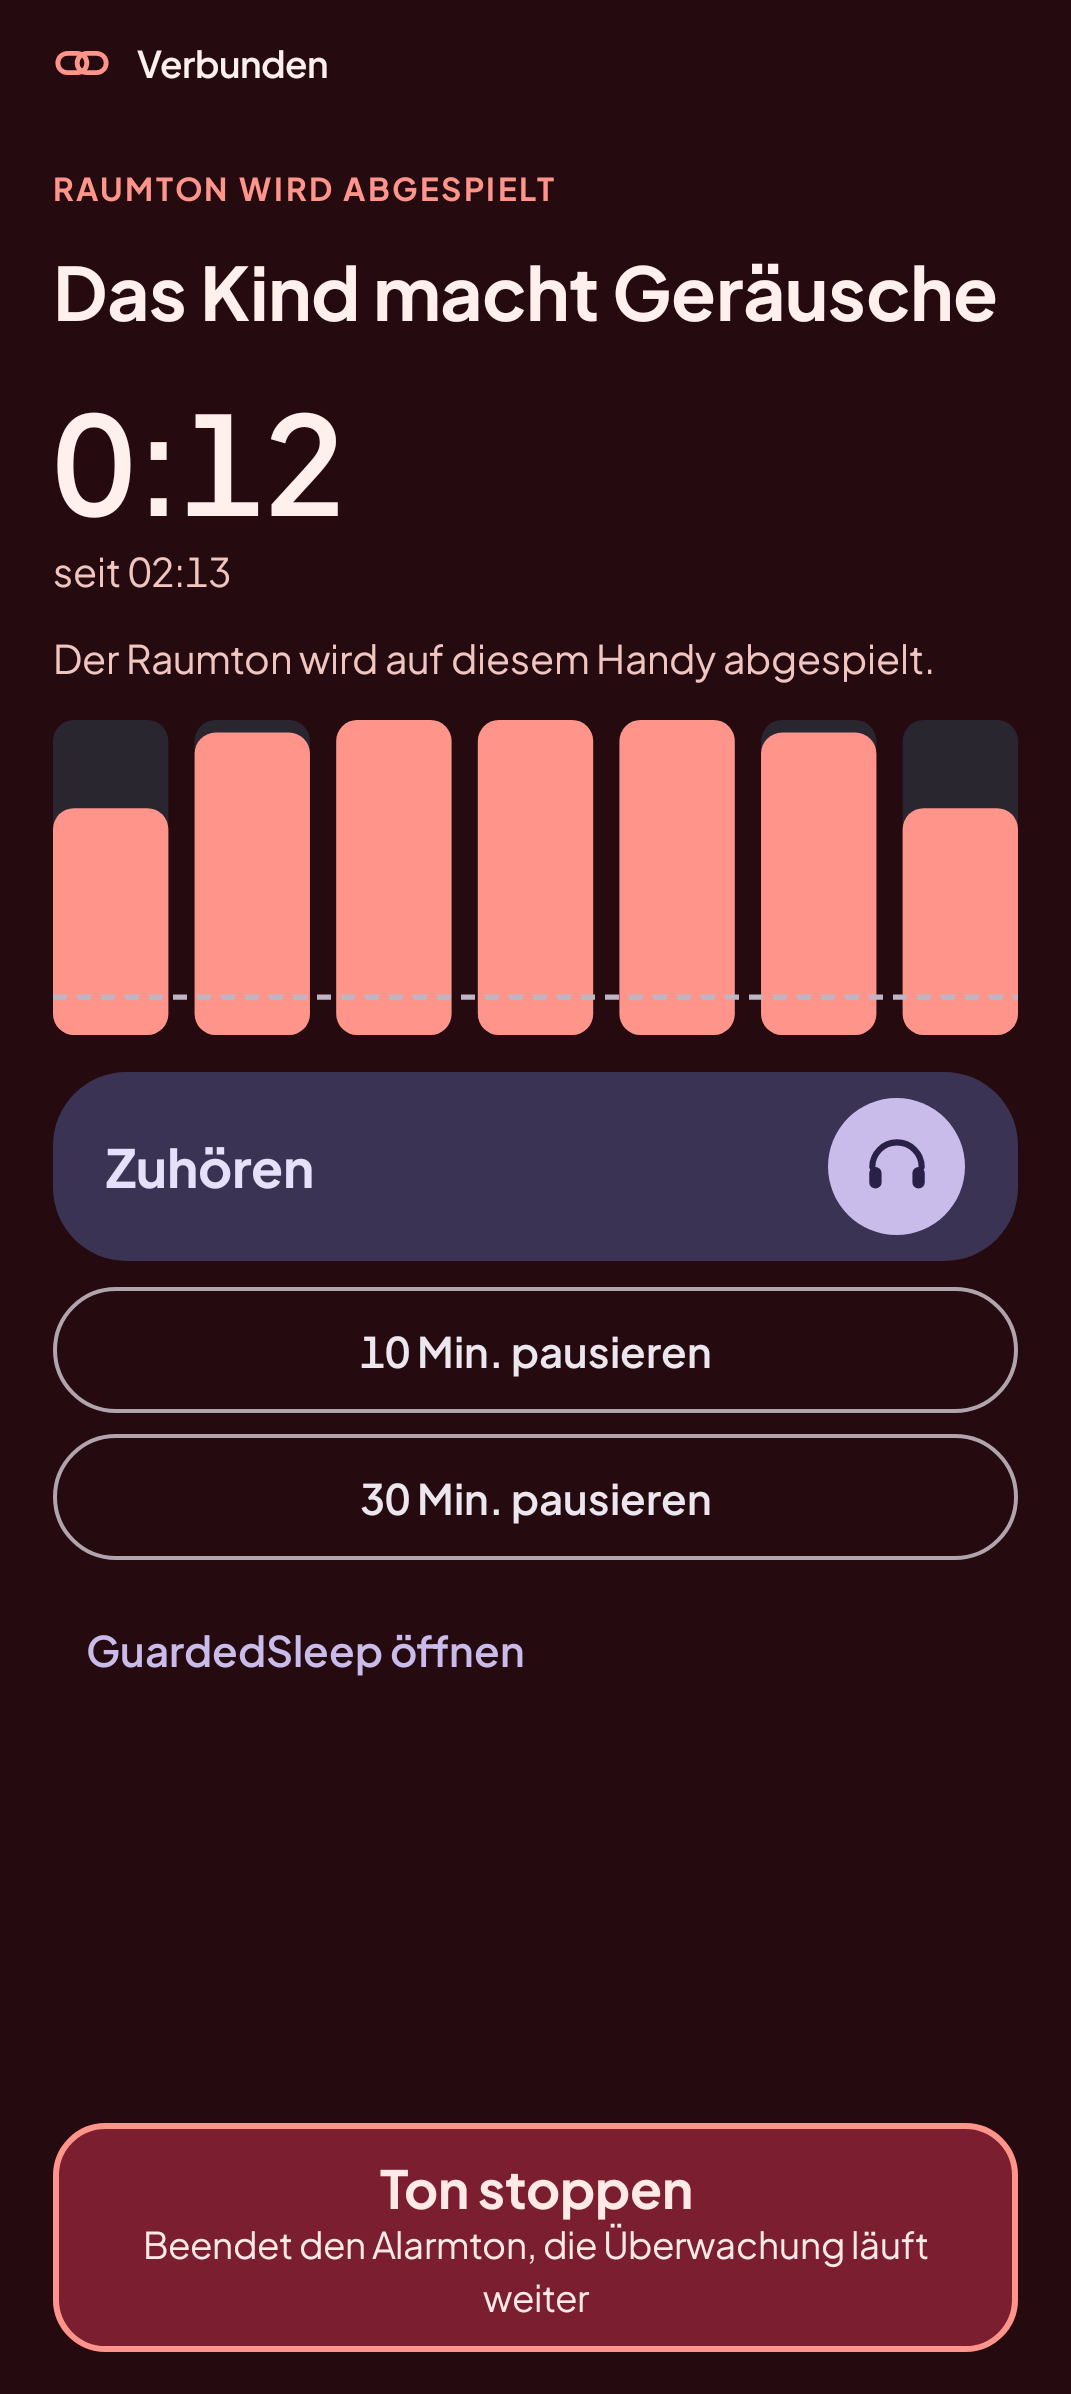 Verbunden
RAUMTON WIRD ABGESPIELT
Das Kind macht Geräusche
0:12
seit 02:13
Der Raumton wird auf diesem Handy abgespielt.
Zuhören
10 Min. pausieren
30 Min. pausieren
GuardedSleep öffnen
Ton stoppen
Beendet den Alarmton, die Überwachung läuft
weiter